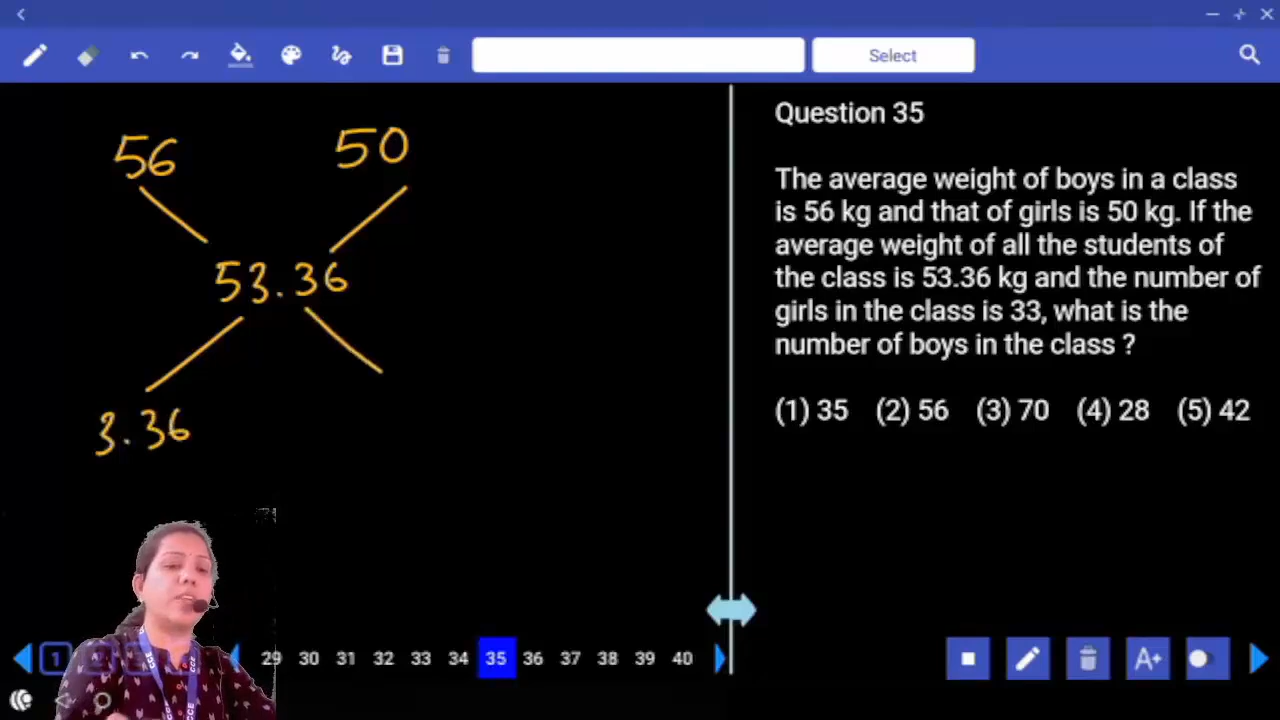 Select
56 50
53.36
3.36
Question 35
The average weight of boys in a class
is 56 kg and that of girls is 50 kg. If the
average weight of all the students of
the class is 53.36 kg and the number of
girls in the class is 33, what is the
number of boys in the class ?
(1) 35 (2) 56 (3) 70 (4) 28 (5) 42
1
29 30 31 32 33 34 35 36 37 38 39 40
A+
CCE
CCE